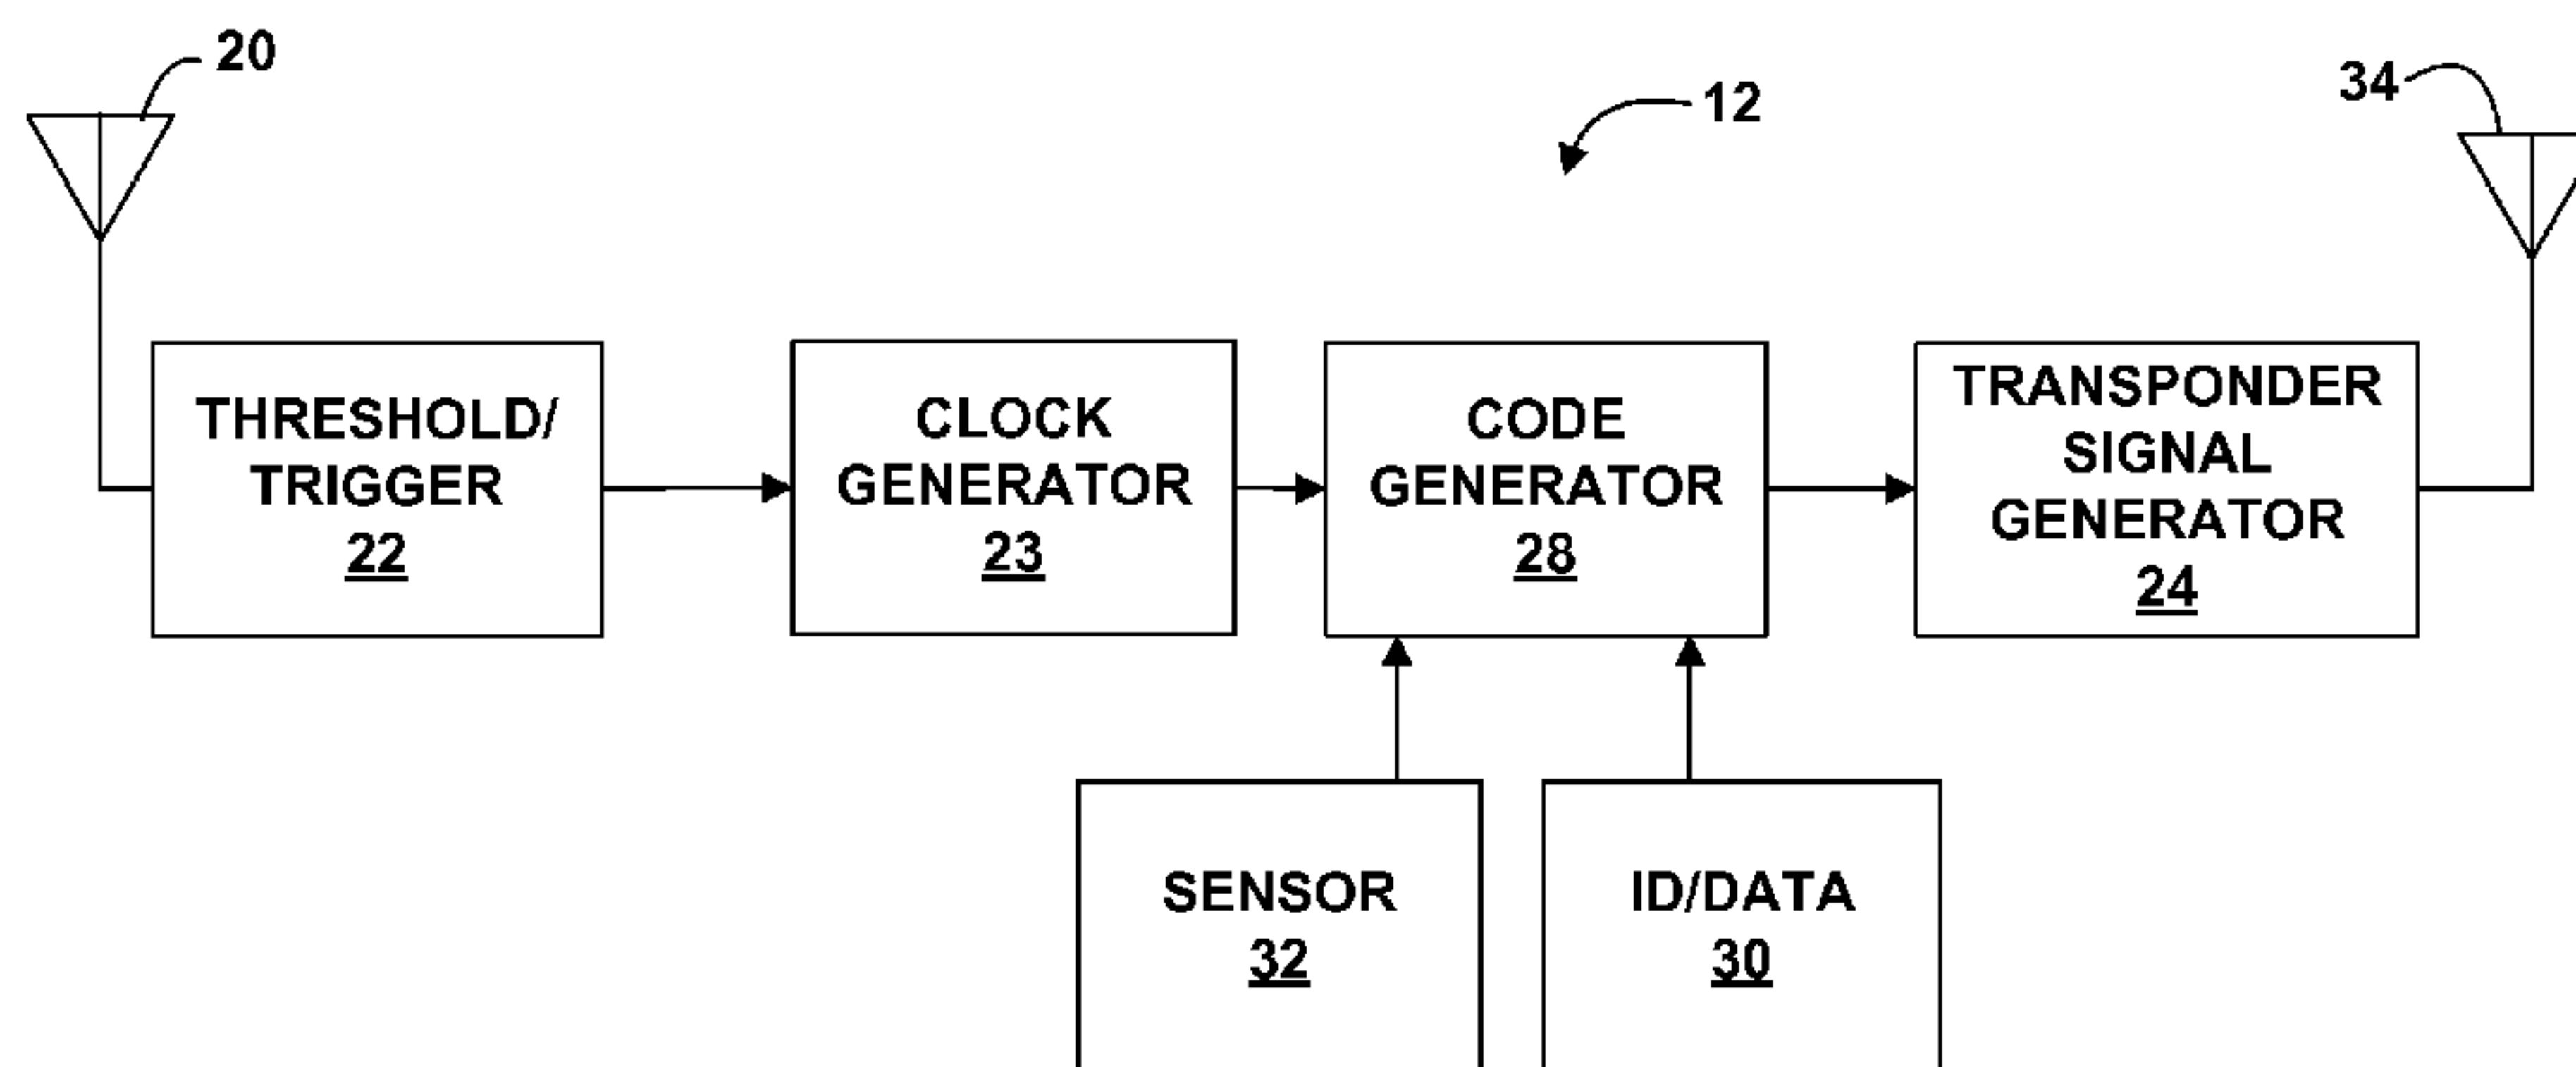 20
12
34
THRESHOLD/
TRIGGER
22
CLOCK
GENERATOR
23
CODE
GENERATOR
28
TRANSPONDER
SIGNAL
GENERATOR
24
SENSOR
32
ID/DATA
30